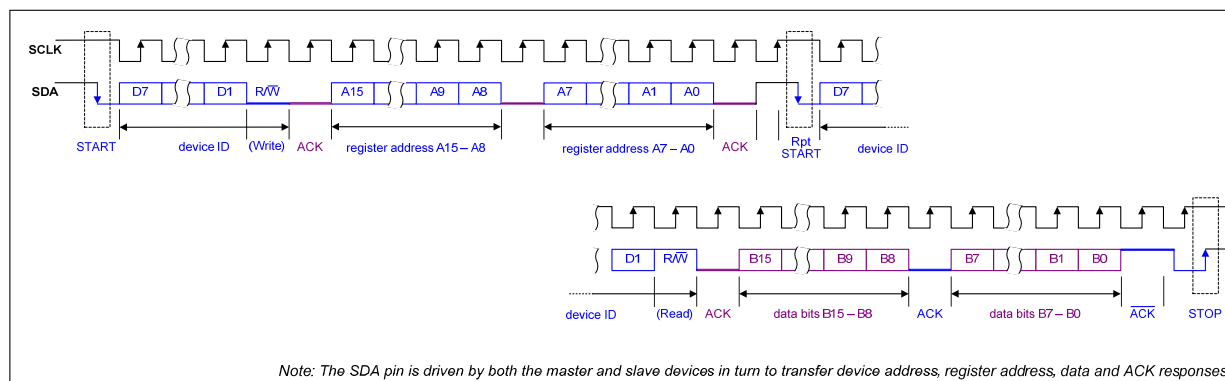 SCLK
SDA D7 D1 R/W̅ A15 A9 A8 A7 A1 A0 D7
START device ID (Write) ACK register address A15 – A8 register address A7 – A0 ACK Rpt START device ID
D1 R/W̅ B15 B9 B8 B7 B1 B0
device ID (Read) ACK data bits B15 – B8 ACK data bits B7 – B0 A̅C̅K̅ STOP
Note: The SDA pin is driven by both the master and slave devices in turn to transfer device address, register address, data and ACK responses